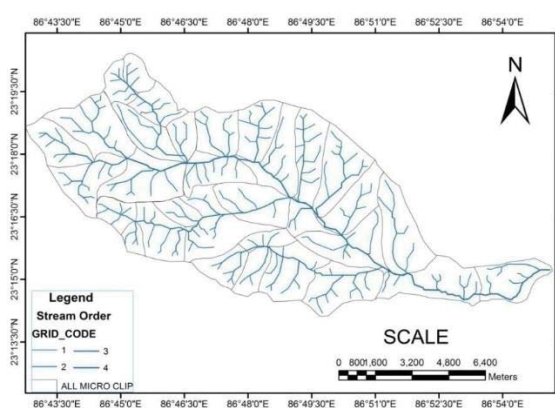 86°43'30"E 86°45'0"E 86°46'30"E 86°48'0"E 86°49'30"E 86°51'0"E 86°52'30"E 86°54'0"E
N
23°19'30"N
23°18'0"N
23°16'30"N
23°15'0"N
23°13'30"N
Legend
Stream Order
GRID_CODE
1 3
2 4
ALL MICRO CLIP
SCALE
0 800 1,600 3,200 4,800 6,400
Meters
86°43'30"E 86°45'0"E 86°46'30"E 86°48'0"E 86°49'30"E 86°51'0"E 86°52'30"E 86°54'0"E